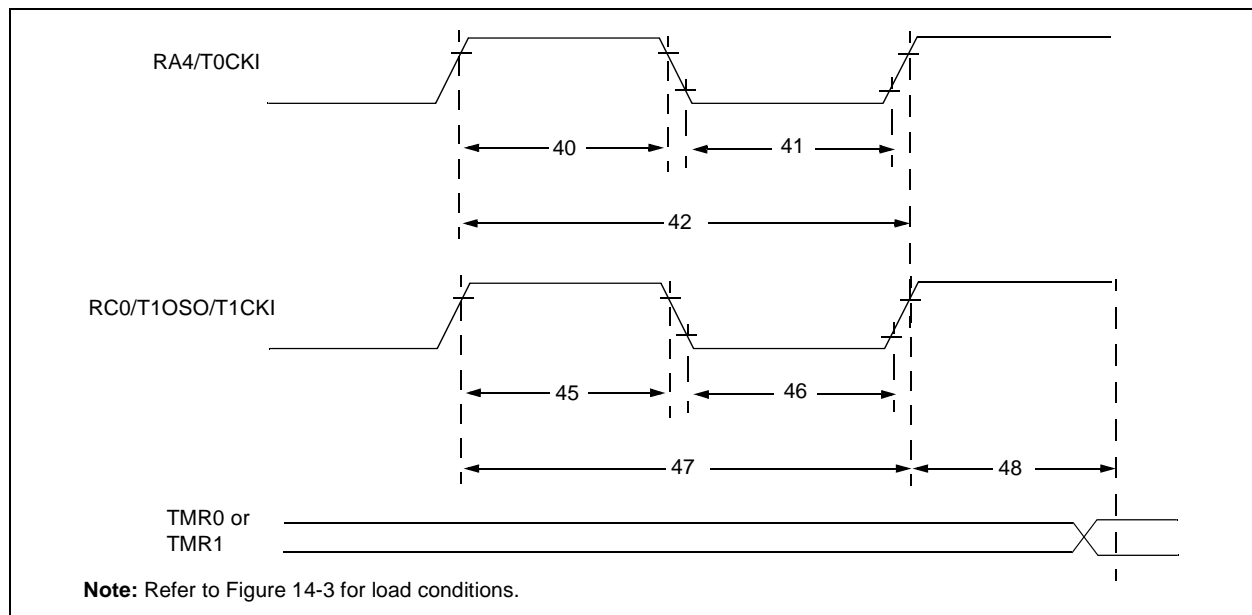 RA4/T0CKI
40
41
42
RC0/T1OSO/T1CKI
45
46
47
48
TMR0 or
TMR1
Note: Refer to Figure 14-3 for load conditions.